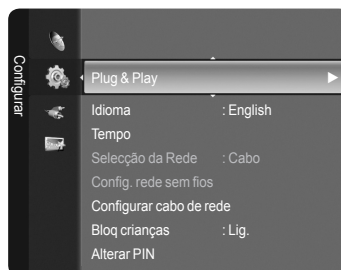 Configurar
Plug & Play
Idioma : English
Tempo
Selecção da Rede : Cabo
Config. rede sem fios
Configurar cabo de rede
Bloq crianças : Lig.
Alterar PIN